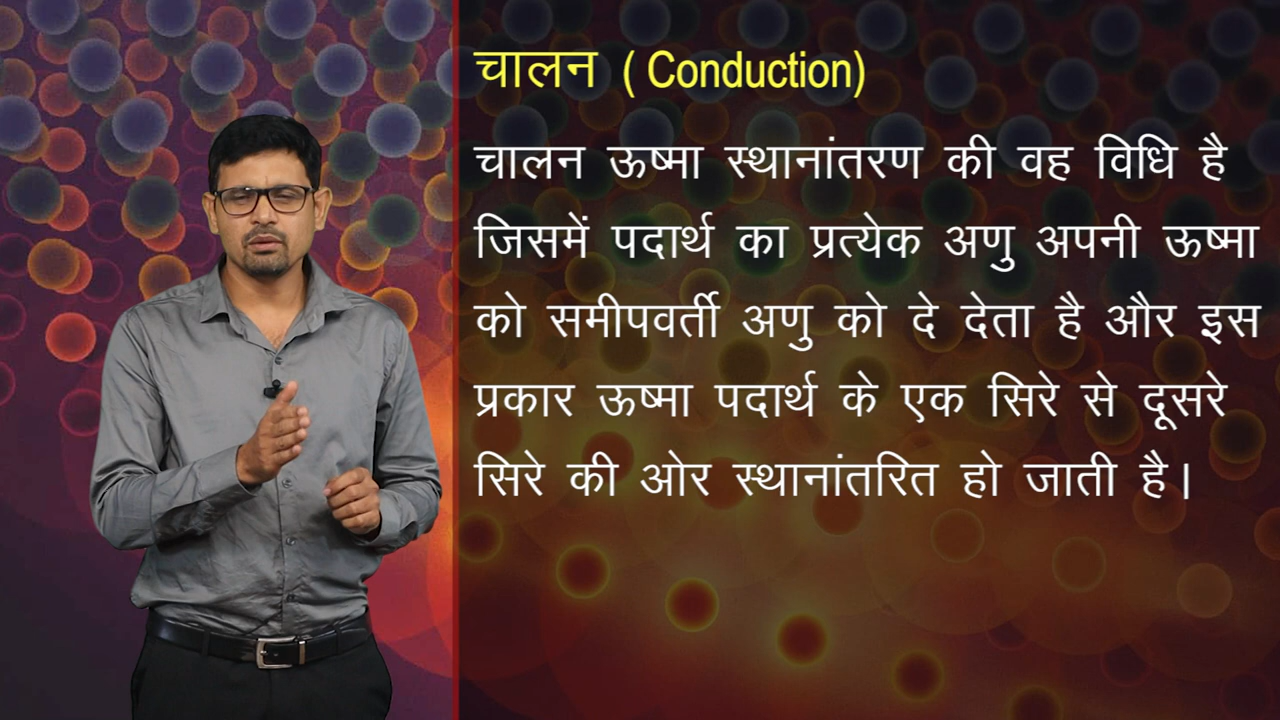 चालन ( Conduction)
चालन ऊष्मा स्थानांतरण की वह विधि है
जिसमें पदार्थ का प्रत्येक अणु अपनी ऊष्मा
को समीपवर्ती अणु को दे देता है और इस
प्रकार ऊष्मा पदार्थ के एक सिरे से दूसरे
सिरे की ओर स्थानांतरित हो जाती है।